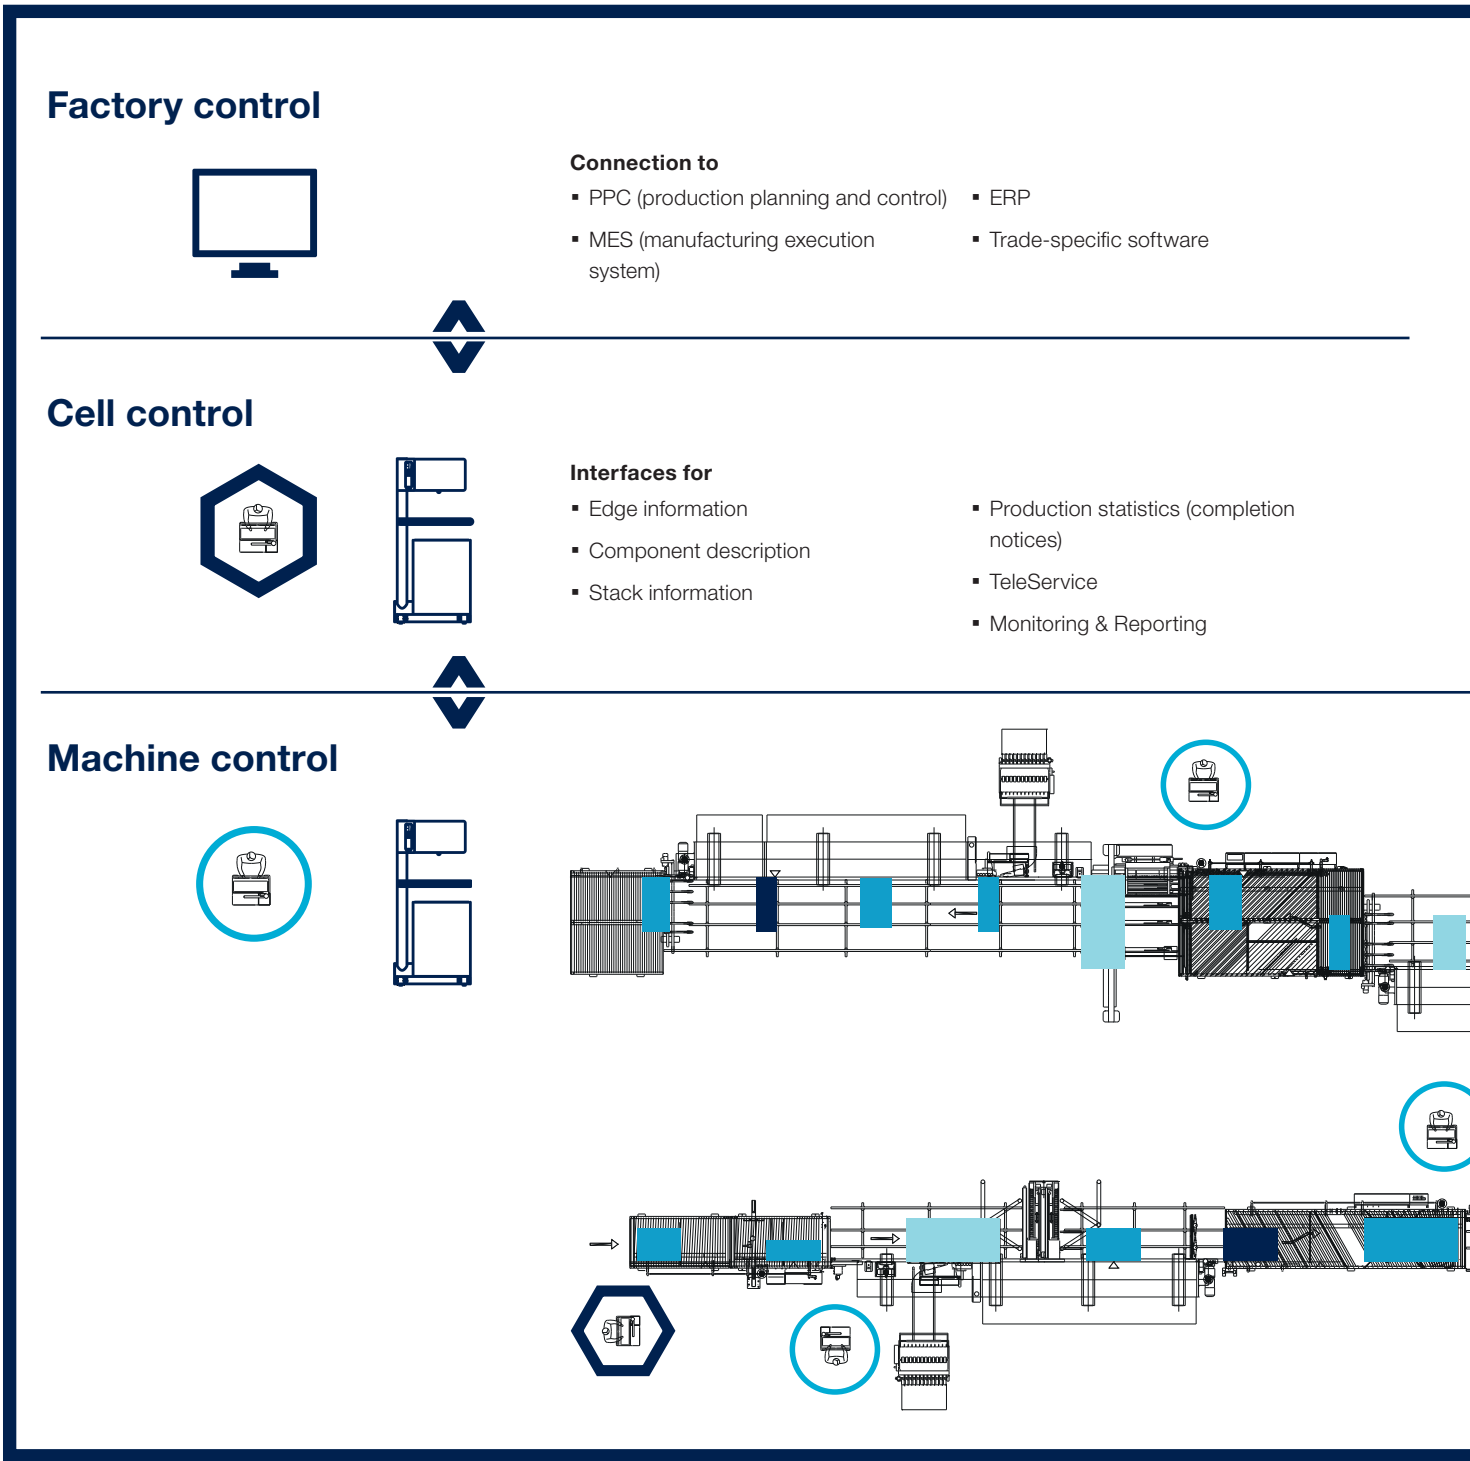 Factory control
Connection to
▪ PPC (production planning and control)
▪ MES (manufacturing execution
system)
▪ ERP
▪ Trade-specific software
Cell control
Interfaces for
▪ Edge information
▪ Component description
▪ Stack information
▪ Production statistics (completion
notices)
▪ TeleService
▪ Monitoring & Reporting
Machine control